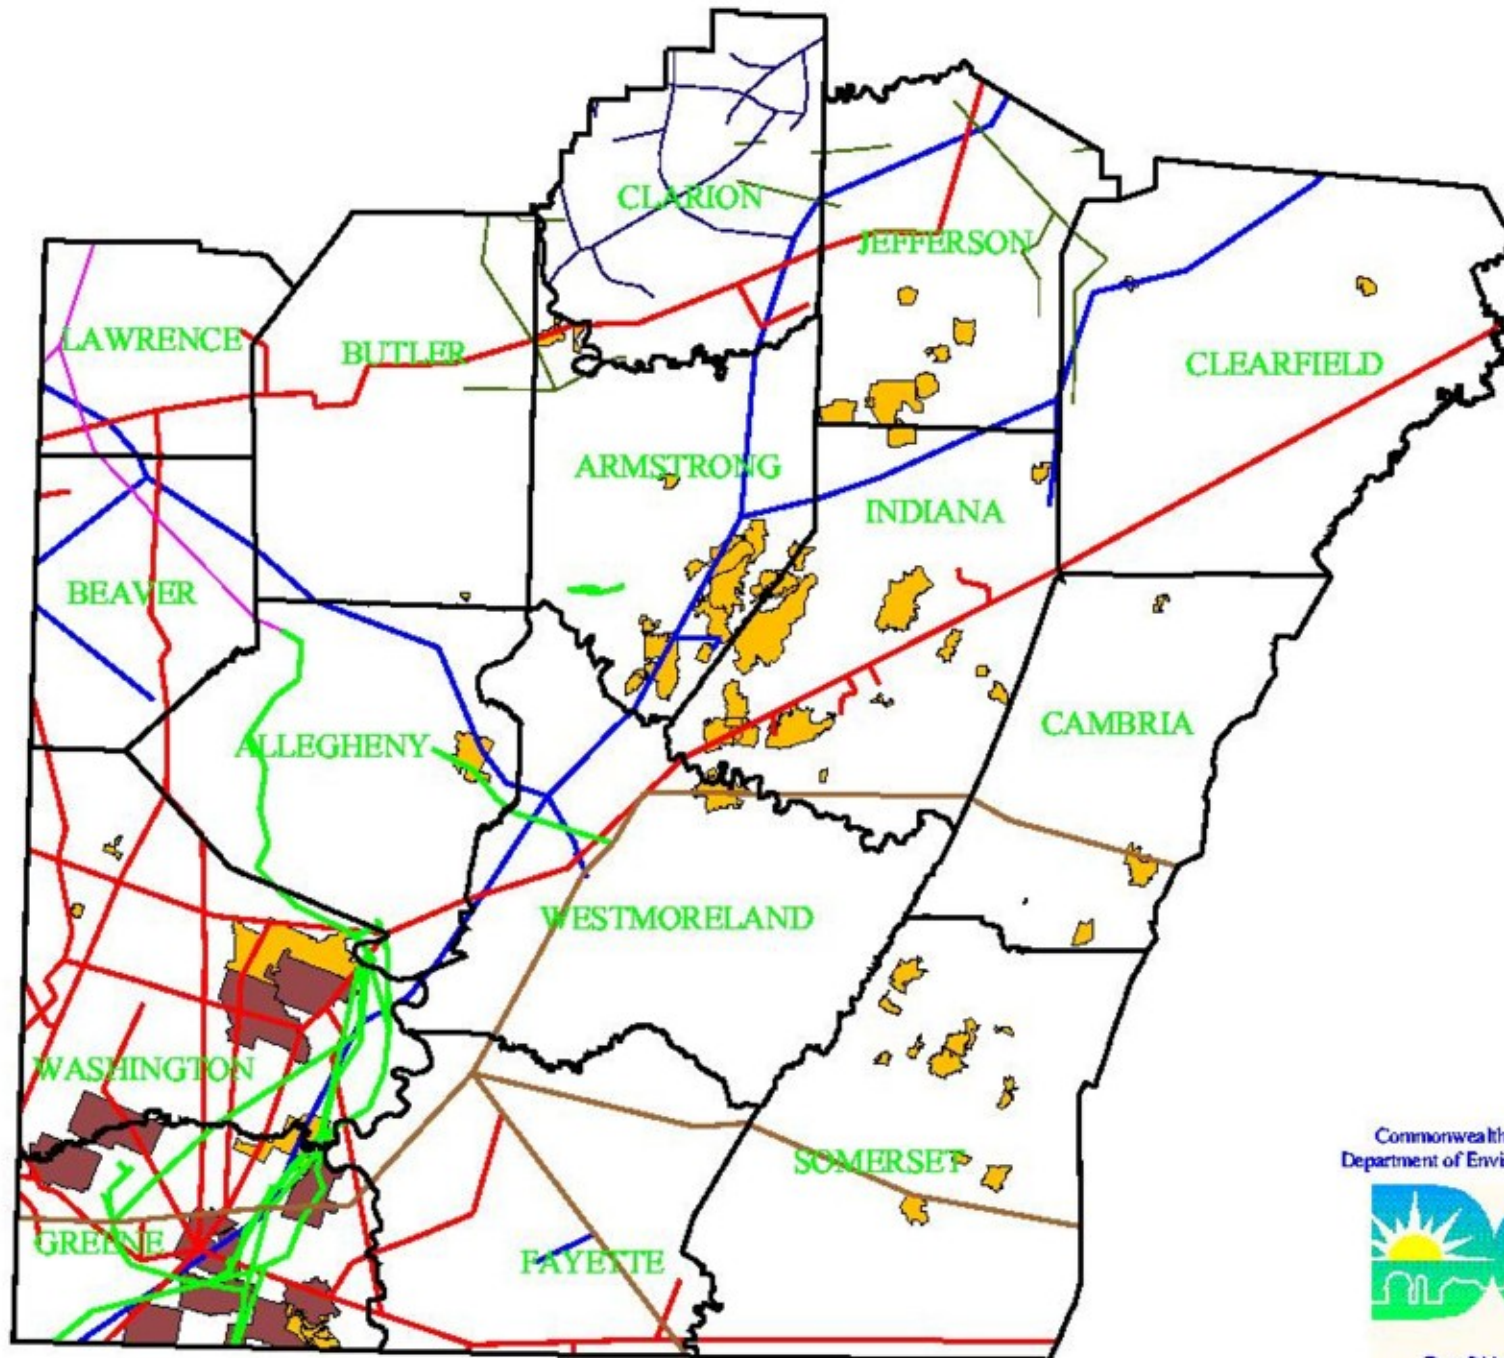 CLARION
JEFFERSON
LAWRENCE
BUTLER
CLEARFIELD
ARMSTRONG
INDIANA
BEAVER
CAMBRIA
ALLEGHENY
WESTMORELAND
WASHINGTON
Commonwealth
Department of Envi
SOMERSET
GREENE
FAYETTE